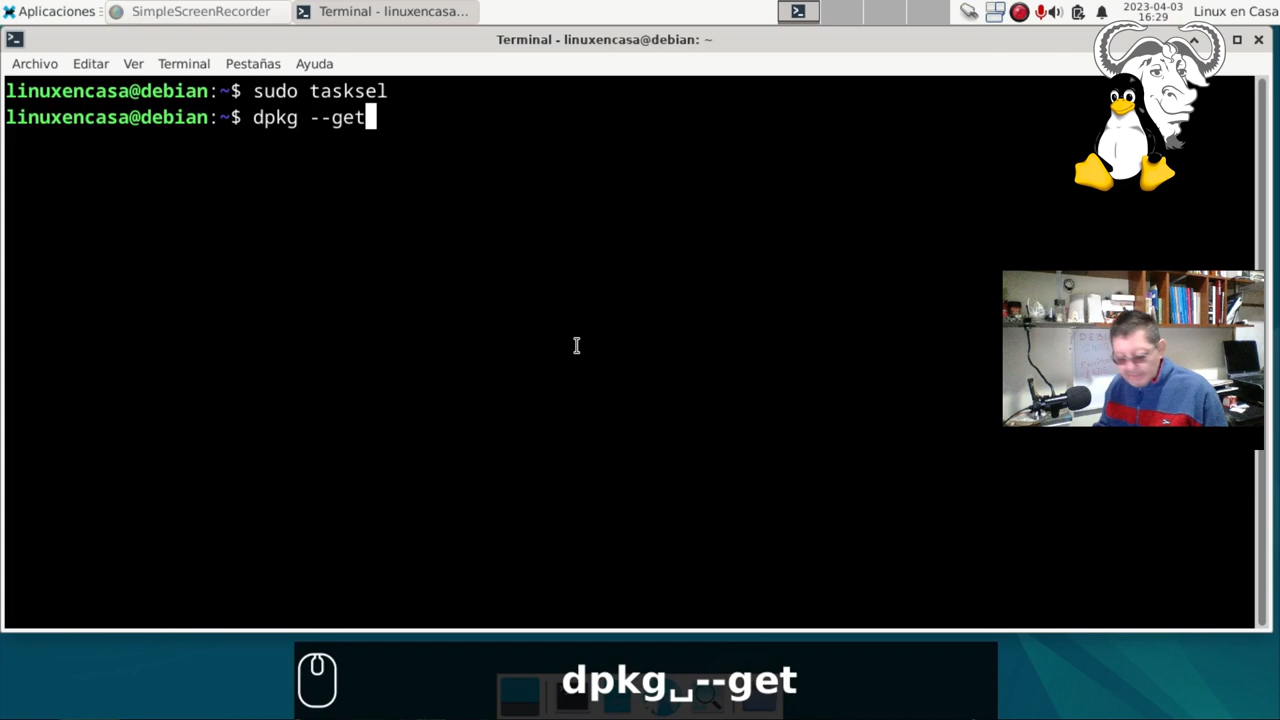 Aplicaciones
SimpleScreenRecorder
Terminal - linuxencasa...
2023-04-03
16:29
Linux en Casa
Terminal - linuxencasa@debian: ~
Archivo Editar Ver Terminal Pestañas Ayuda
linuxencasa@debian:~$ sudo tasksel
linuxencasa@debian:~$ dpkg --get
dpkg␣--get